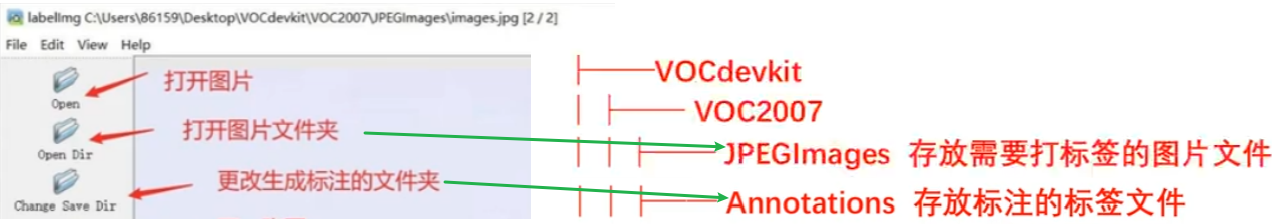 labelImg C:\Users\86159\Desktop\VOCdevkit\VOC2007\JPEGImages\images.jpg [2 / 2]
File Edit View Help
Open
打开图片
Open Dir
打开图片文件夹
Change Save Dir
更改生成标注的文件夹
VOCdevkit
VOC2007
JPEGImages 存放需要打标签的图片文件
Annotations 存放标注的标签文件